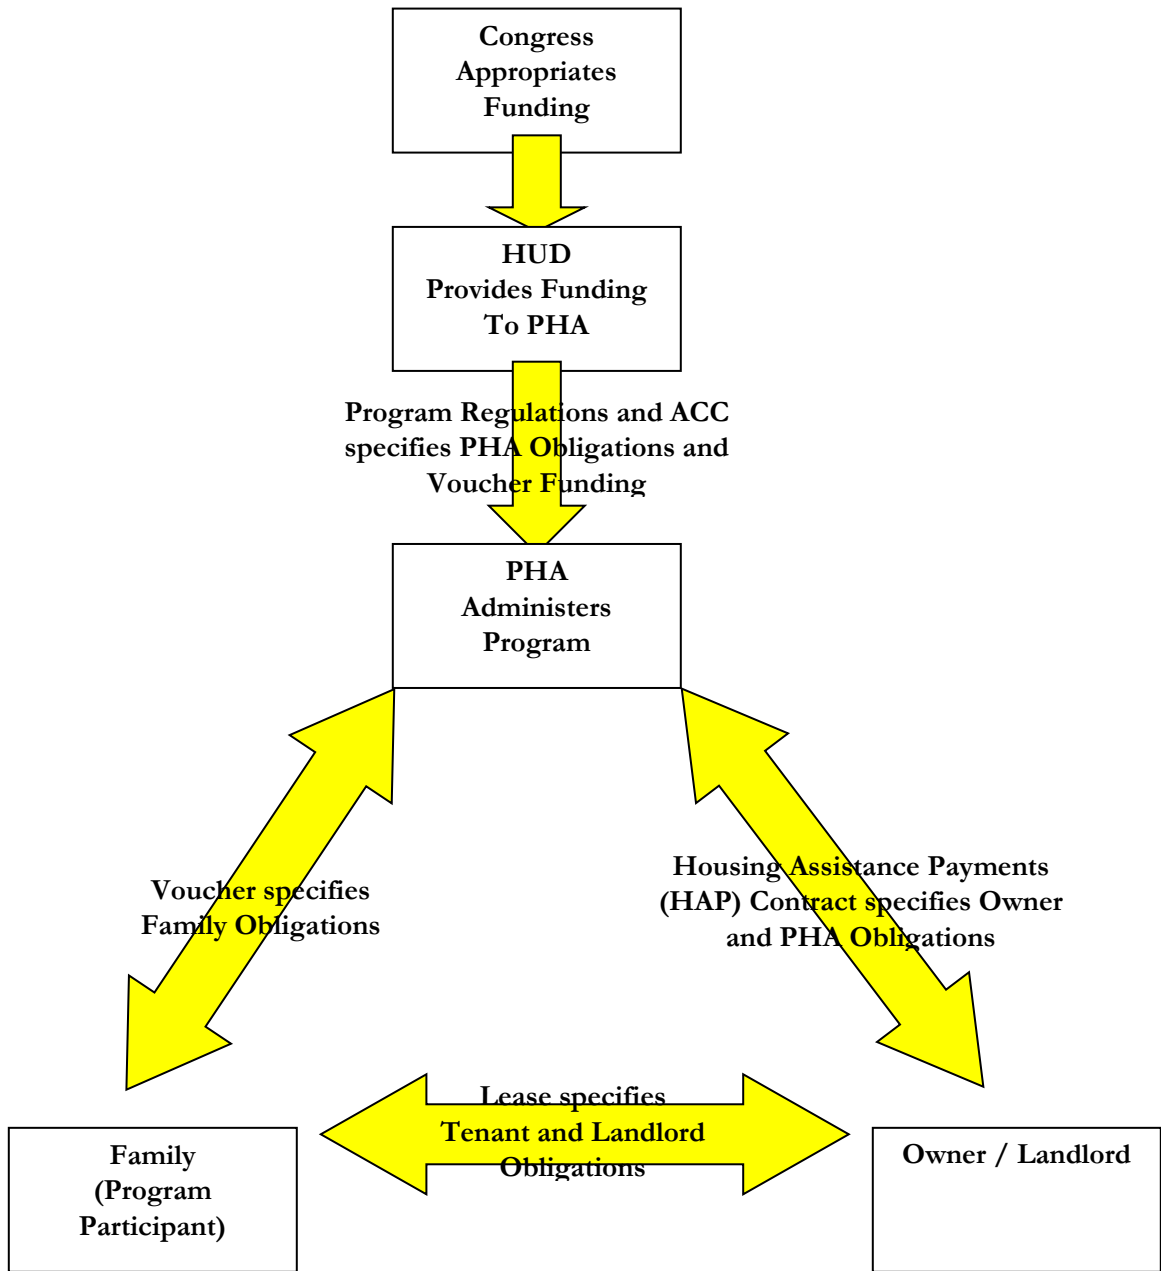 Congress
Appropriates
Funding
HUD
Provides Funding
To PHA
Program Regulations and ACC
specifies PHA Obligations and
Voucher Funding
PHA
Administers
Program
Voucher specifies
Family Obligations
Housing Assistance Payments
(HAP) Contract specifies Owner
and PHA Obligations
Lease specifies
Tenant and Landlord
Obligations
Family
(Program
Participant)
Owner / Landlord